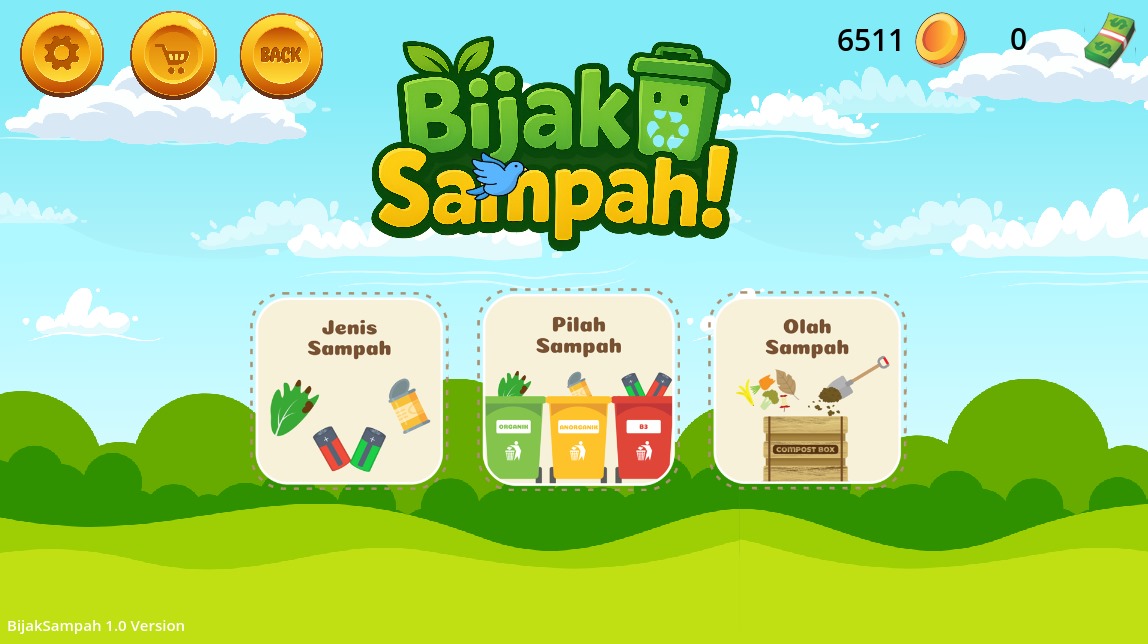 BACK
6511
0
Bijak
Sampah!
Jenis
Sampah
Pilah
Sampah
ORGANIK
ANORGANIK
B3
Olah
Sampah
COMPOST BOX
BijakSampah 1.0 Version